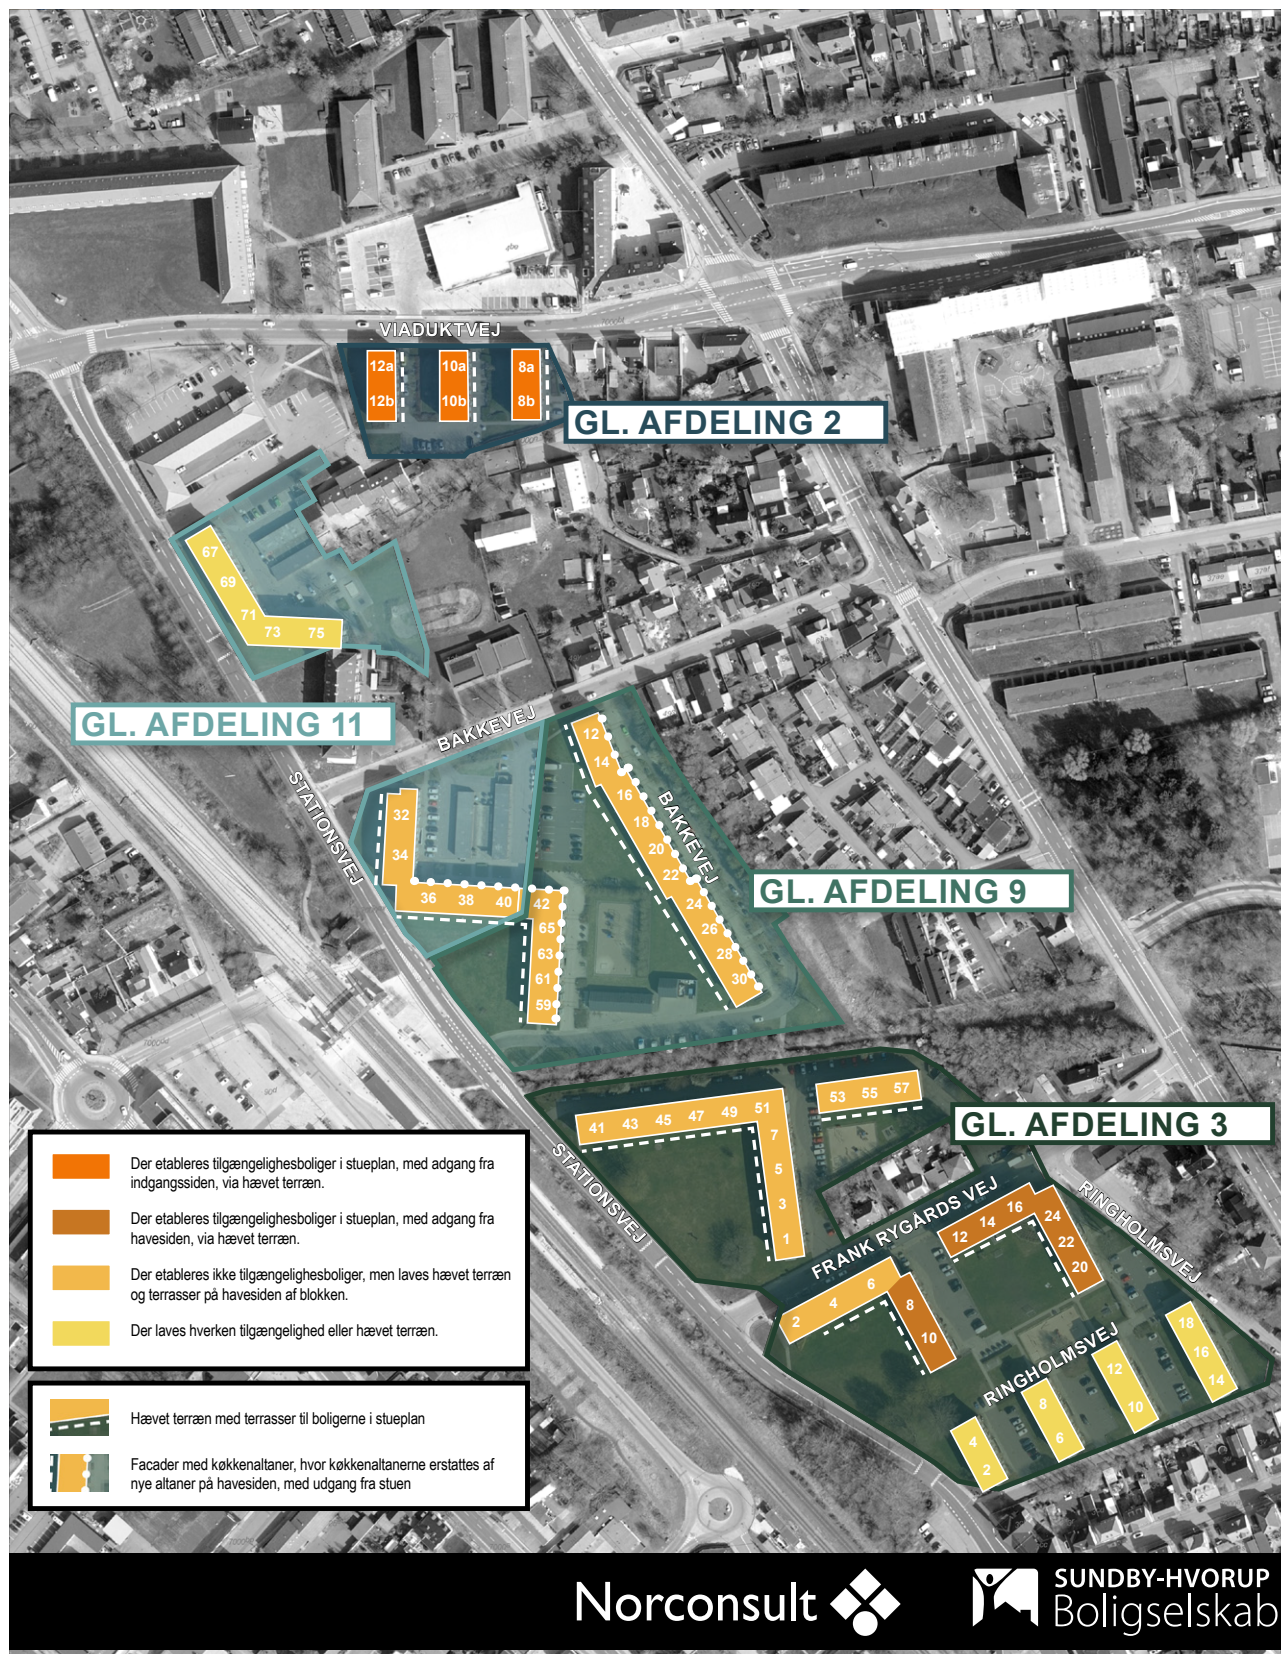 VIADUKTVEJ
12a
10a
8a
12b
10b
8b
GL. AFDELING 2
67
69
71
73
75
GL. AFDELING 11
BAKKEVEJ
STATIONSVEJ
12
14
16
18
20
22
24
26
28
30
BAKKEVEJ
32
34
36
38
40
42
65
63
61
59
GL. AFDELING 9
41
43
45
47
49
51
7
5
3
1
53
55
57
GL. AFDELING 3
STATIONSVEJ
FRANK RYGÅRDS VEJ
RINGHOLMSVEJ
12
14
16
24
22
20
2
4
6
8
10
RINGHOLMSVEJ
18
16
14
12
10
8
6
4
2
Der etableres tilgængelighesboliger i stueplan, med adgang fra
indgangssiden, via hævet terræn.
Der etableres tilgængelighesboliger i stueplan, med adgang fra
havesiden, via hævet terræn.
Der etableres ikke tilgængelighesboliger, men laves hævet terræn
og terrasser på havesiden af blokken.
Der laves hverken tilgængelighed eller hævet terræn.
Hævet terræn med terrasser til boligerne i stueplan
Facader med køkkenaltaner, hvor køkkenaltanerne erstattes af
nye altaner på havesiden, med udgang fra stuen
Norconsult
SUNDBY-HVORUP
Boligselskab